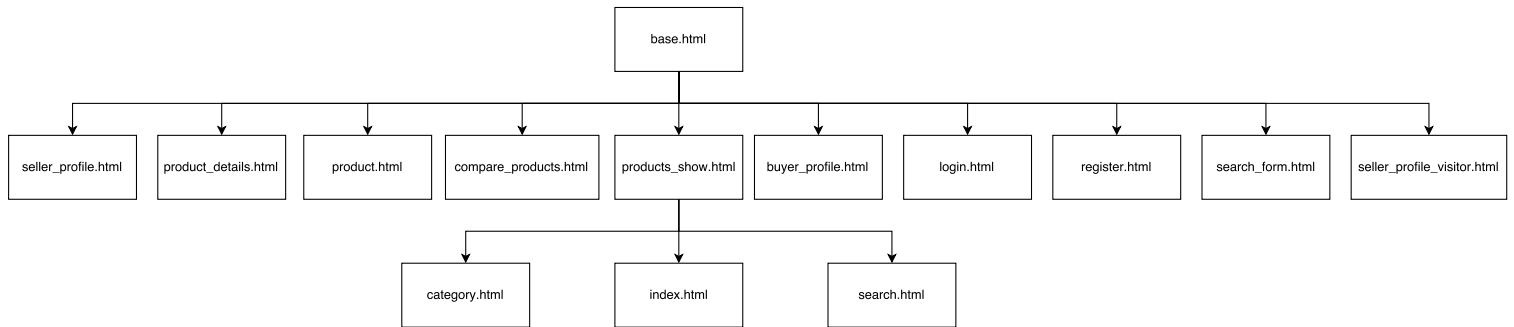 base.html
seller_profile.html
product_details.html
product.html
compare_products.html
products_show.html
buyer_profile.html
login.html
register.html
search_form.html
seller_profile_visitor.html
category.html
index.html
search.html